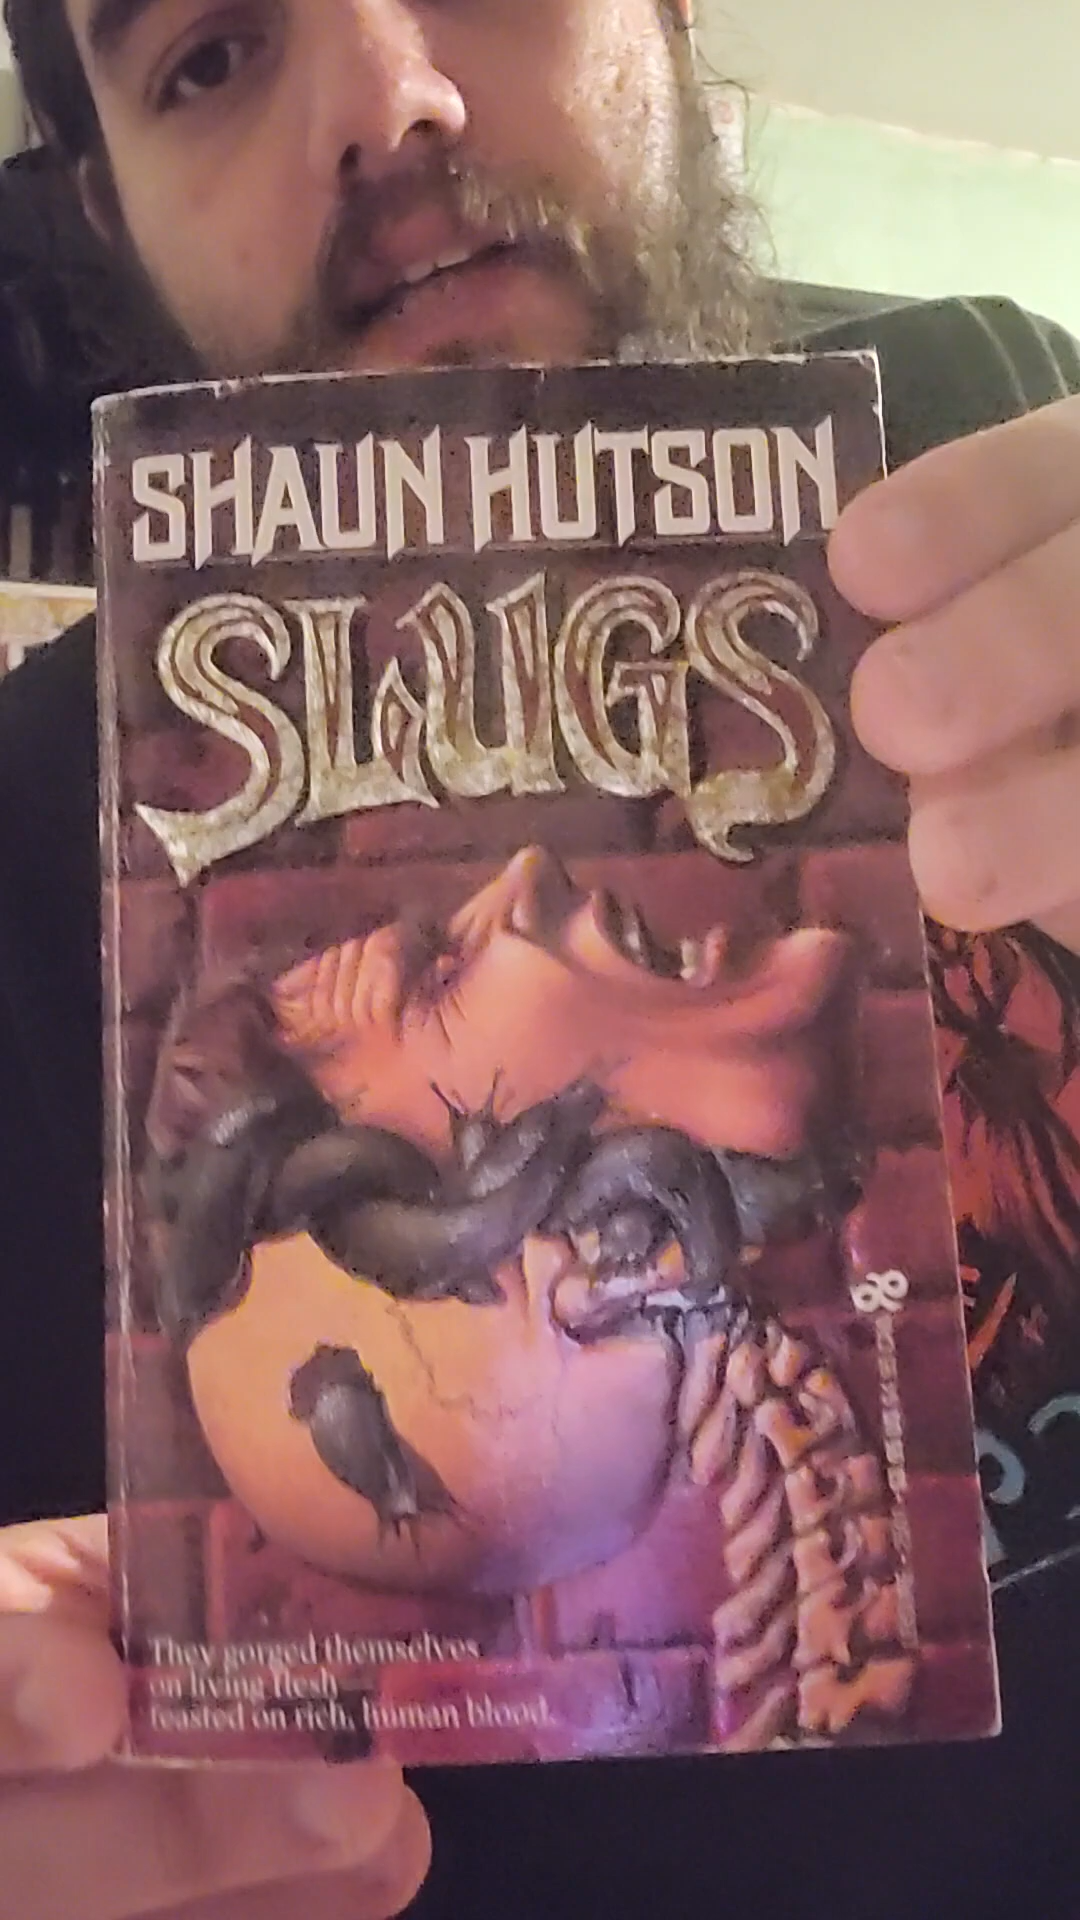 SHAUN HUTSON
SLUGS
They gorged themselves
on living flesh
feasted on rich, human blood.